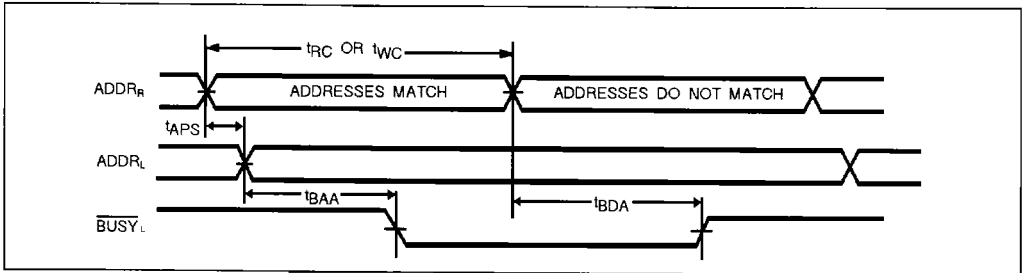 tRC OR tWC
ADDRR ADDRESSES MATCH ADDRESSES DO NOT MATCH
tAPS
ADDRL
tBAA tBDA
BUSYL